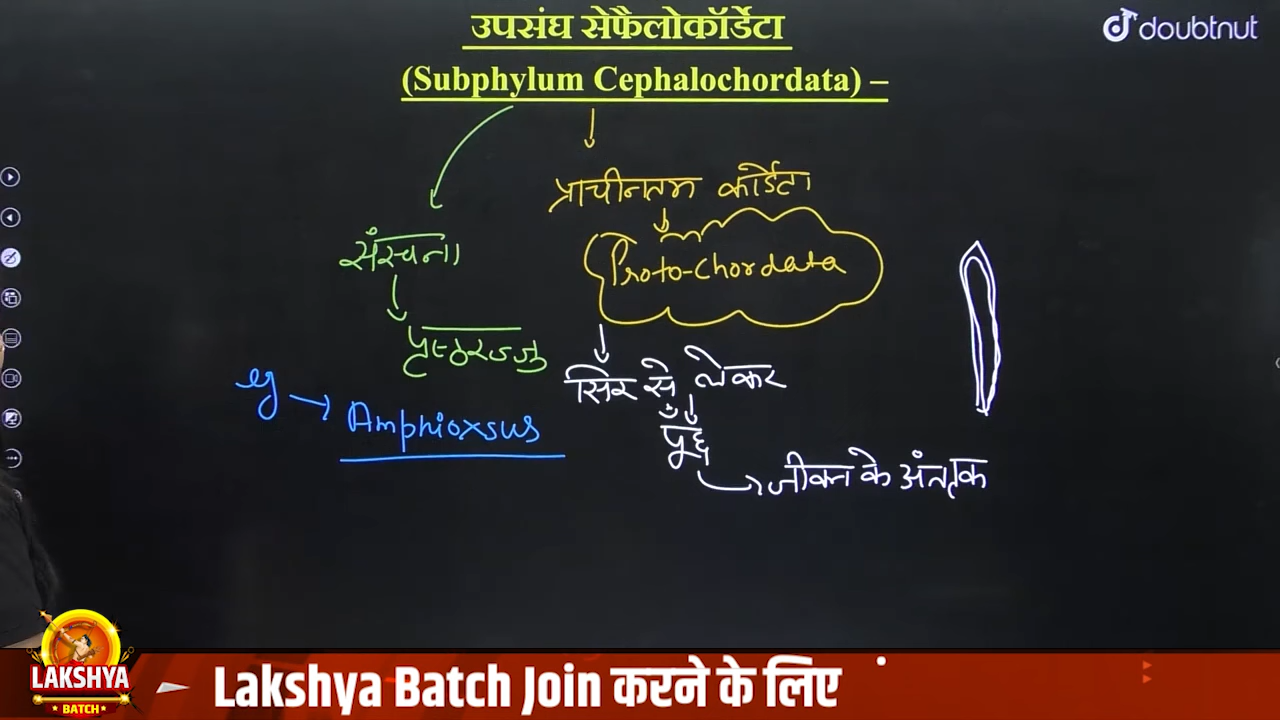 उपसंघ सेफैलोकॉर्डेटा
doubtnut
(Subphylum Cephalochordata) –
प्राचीनतम कॉर्डेटा
संरचना
Proto-Chordata
पृष्ठरज्जु
सिर से लेकर
eg → Amphioxsus
पूँछ
जीवन के अंत तक
LAKSHYA
BATCH
Lakshya Batch Join करने के लिए